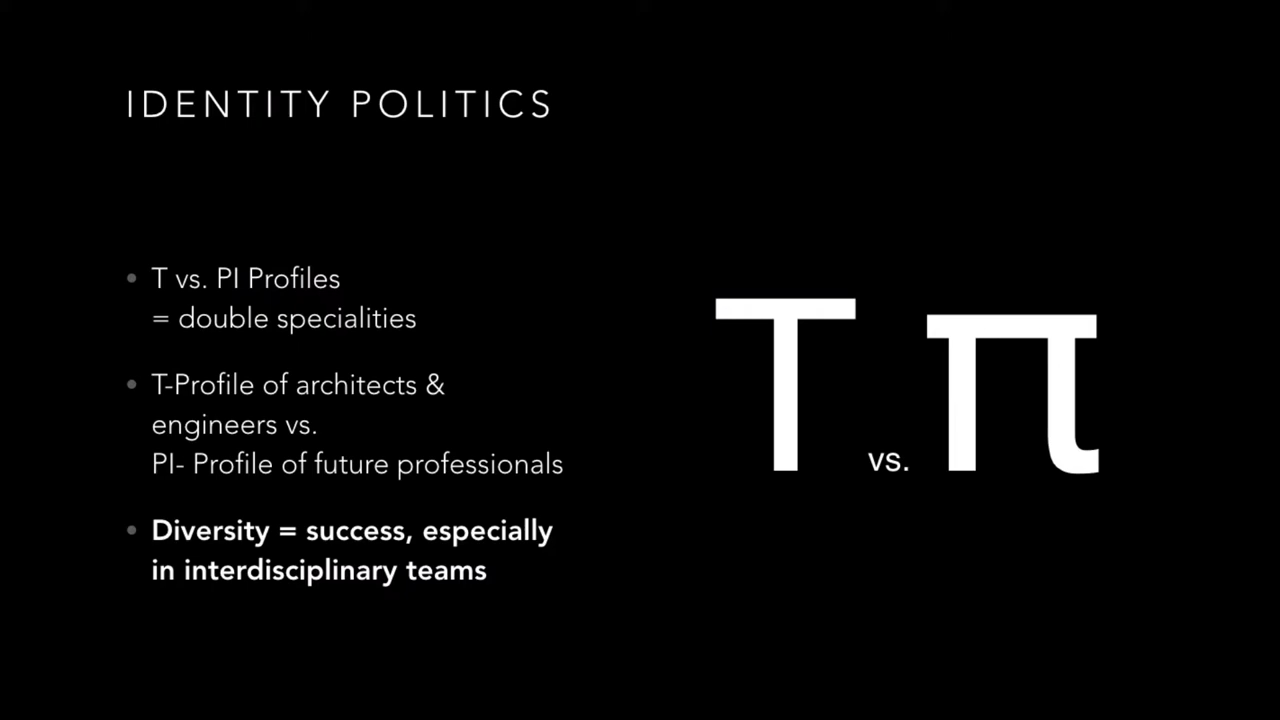 IDENTITY POLITICS
• T vs. PI Profiles
= double specialities
• T-Profile of architects &
engineers vs.
PI- Profile of future professionals
• Diversity = success, especially
in interdisciplinary teams
T vs. π